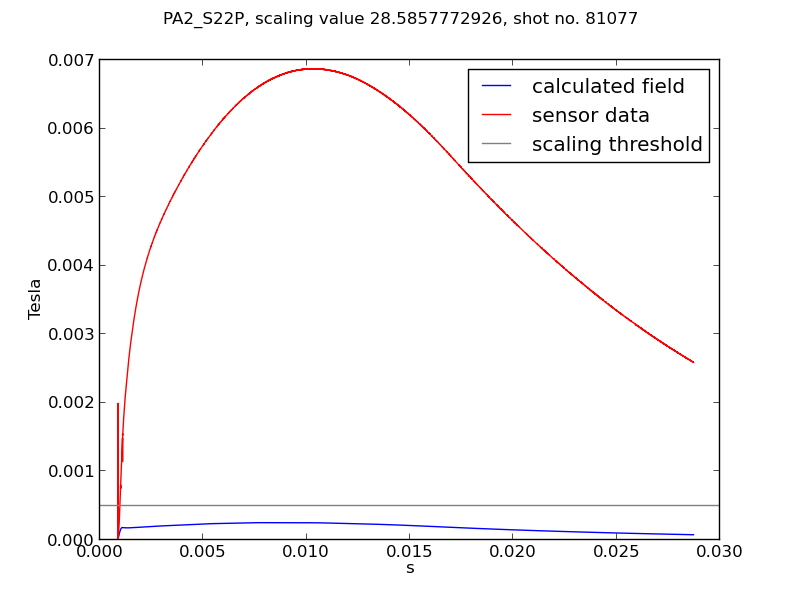 PA2_S22P, scaling value 28.5857772926, shot no. 81077
calculated field
sensor data
scaling threshold
0.007
0.006
0.005
0.004
0.003
0.002
0.001
0.000
Tesla
0.000
0.005
0.010
0.015
0.020
0.025
0.030
s